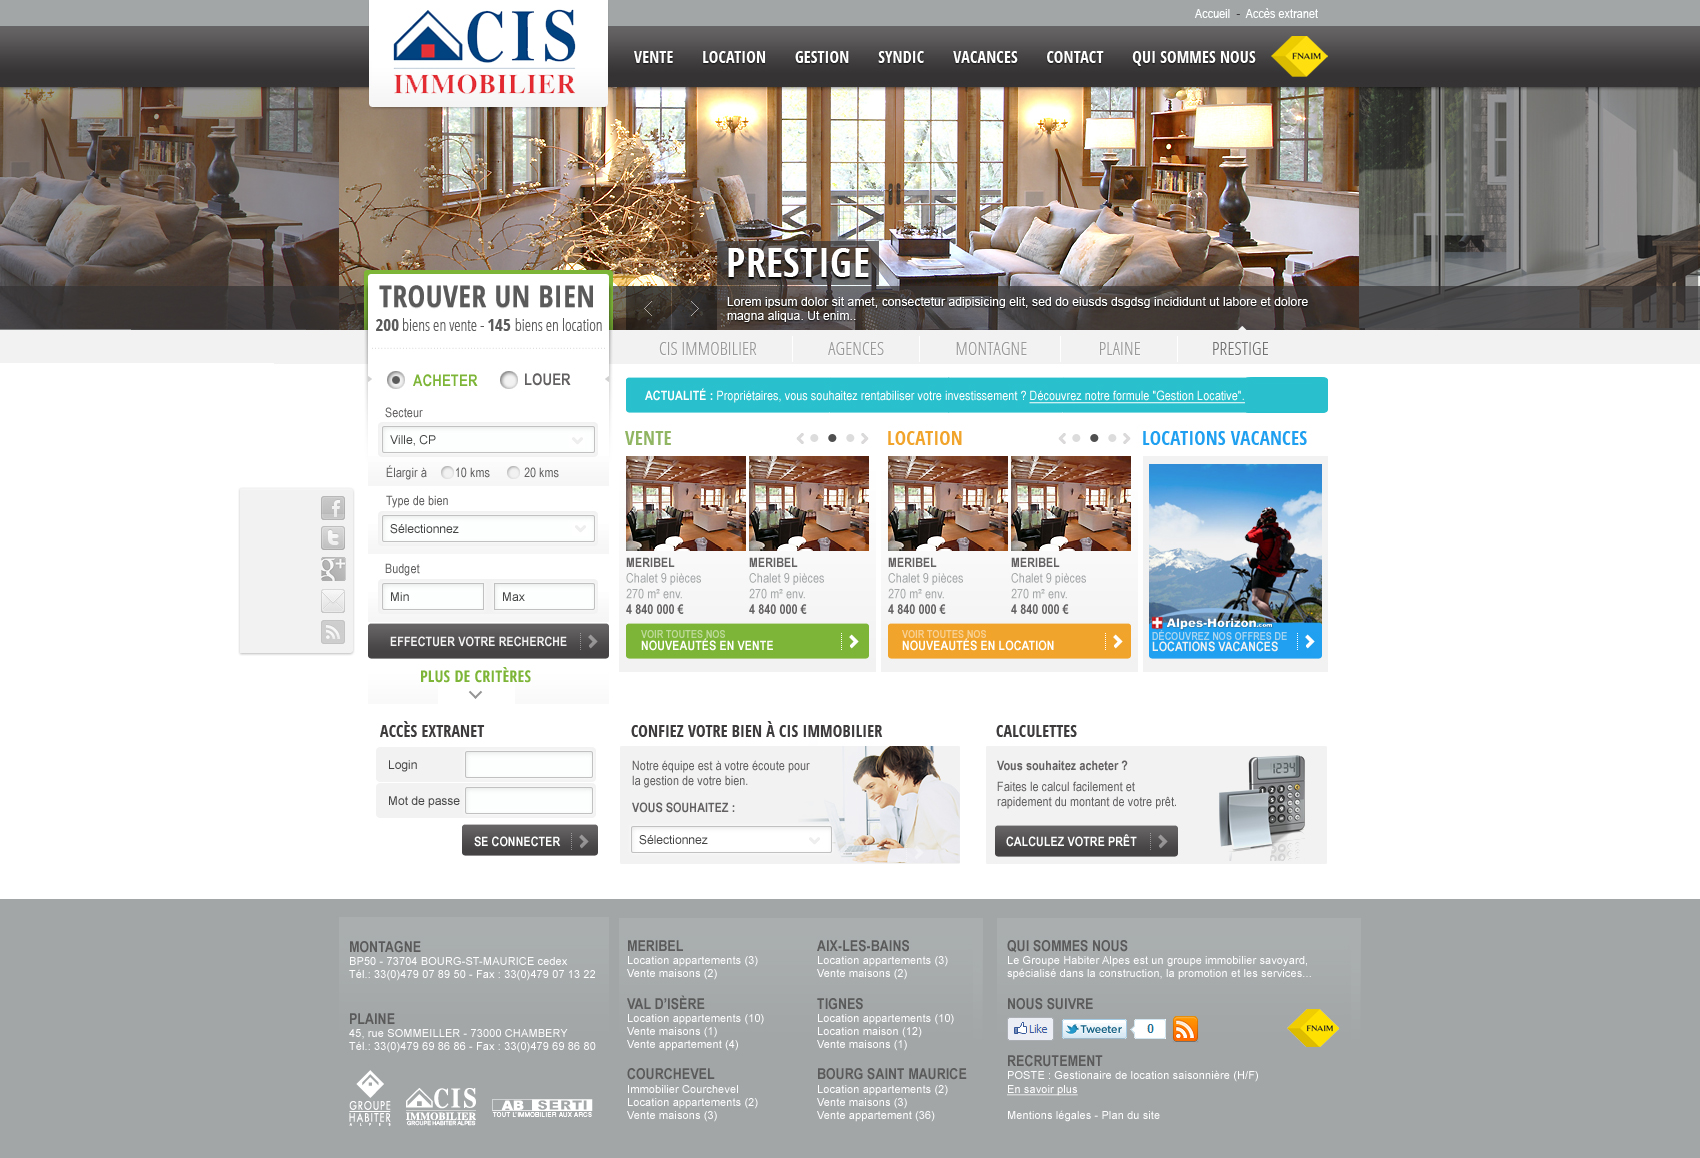 Accueil - Accès extranet
CIS
IMMOBILIER
VENTE LOCATION GESTION SYNDIC VACANCES CONTACT QUI SOMMES NOUS
FNAIM
PRESTIGE
Lorem ipsum dolor sit amet, consectetur adipisicing elit, sed do eiusds dsgdsg incididunt ut labore et dolore
magna aliqua. Ut enim..
TROUVER UN BIEN
200 biens en vente - 145 biens en location
CIS IMMOBILIER AGENCES MONTAGNE PLAINE PRESTIGE
ACHETER LOUER
Secteur
Ville, CP
Élargir à 10 kms 20 kms
Type de bien
Sélectionnez
Budget
Min Max
EFFECTUER VOTRE RECHERCHE
PLUS DE CRITÈRES
ACTUALITÉ : Propriétaires, vous souhaitez rentabiliser votre investissement ? Découvrez notre formule "Gestion Locative".
VENTE
MERIBEL
Chalet 9 pièces
270 m² env.
4 840 000 €
MERIBEL
Chalet 9 pièces
270 m² env.
4 840 000 €
VOIR TOUTES NOS
NOUVEAUTÉS EN VENTE
LOCATION
MERIBEL
Chalet 9 pièces
270 m² env.
4 840 000 €
MERIBEL
Chalet 9 pièces
270 m² env.
4 840 000 €
VOIR TOUTES NOS
NOUVEAUTÉS EN LOCATION
LOCATIONS VACANCES
Alpes-Horizon.com
DÉCOUVREZ NOS OFFRES DE
LOCATIONS VACANCES
ACCÈS EXTRANET
Login
Mot de passe
SE CONNECTER
CONFIEZ VOTRE BIEN À CIS IMMOBILIER
Notre équipe est à votre écoute pour
la gestion de votre bien.
VOUS SOUHAITEZ :
Sélectionnez
CALCULETTES
Vous souhaitez acheter ?
Faites le calcul facilement et
rapidement du montant de votre prêt.
CALCULEZ VOTRE PRÊT
1234
MONTAGNE
BP50 - 73704 BOURG-ST-MAURICE cedex
Tél.: 33(0)479 07 89 50 - Fax : 33(0)479 07 13 22
PLAINE
45, rue SOMMEILLER - 73000 CHAMBERY
Tél.: 33(0)479 69 86 86 - Fax : 33(0)479 69 86 80
GROUPE
HABITER
ALPES
CIS
IMMOBILIER
GROUPE HABITER ALPES
AB SERTI
TOUT L'IMMOBILIER AUX ARCS
MERIBEL
Location appartements (3)
Vente maisons (2)
VAL D'ISÈRE
Location appartements (10)
Vente maisons (1)
Vente appartement (4)
COURCHEVEL
Immobilier Courchevel
Location appartements (2)
Vente maisons (3)
AIX-LES-BAINS
Location appartements (3)
Vente maisons (2)
TIGNES
Location appartements (10)
Location maison (12)
Vente maisons (1)
BOURG SAINT MAURICE
Location appartements (2)
Vente maisons (3)
Vente appartement (36)
QUI SOMMES NOUS
Le Groupe Habiter Alpes est un groupe immobilier savoyard,
spécialisé dans la construction, la promotion et les services...
NOUS SUIVRE
Like Tweeter 0
FNAIM
RECRUTEMENT
POSTE : Gestionaire de location saisonnière (H/F)
En savoir plus
Mentions légales - Plan du site